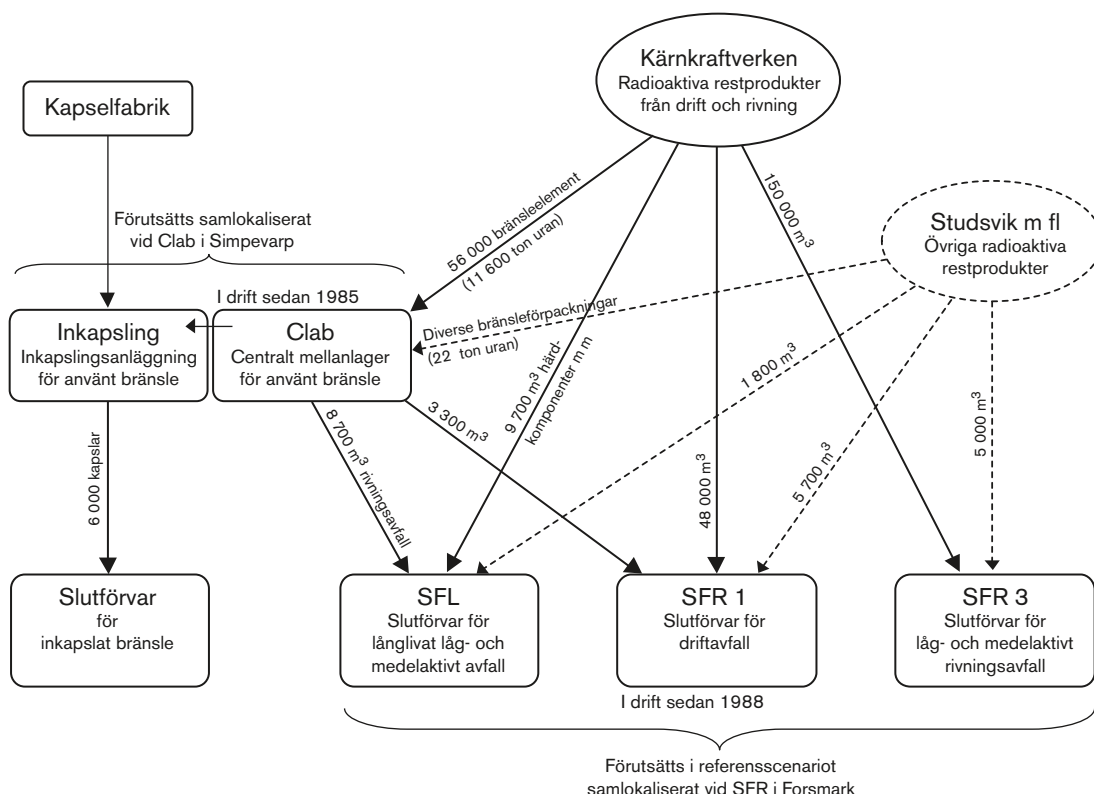 Kärnkraftverken
Radioaktiva restprodukter
från drift och rivning
Kapselfabrik
Studsvik m fl
Övriga radioaktiva
restprodukter
Förutsätts samlokaliserat
vid Clab i Simpevarp
56 000 bränsleelement
(11 600 ton uran)
150 000 m³
I drift sedan 1985
Inkapsling
Inkapslingsanläggning
för använt bränsle
Clab
Centralt mellanlager
för använt bränsle
Diverse bränsleförpackningar
(22 ton uran)
6 000 kapslar
8 700 m³ rivningsavfall
3 300 m³
9 700 m³ härd-
komponenter m m
48 000 m³
1 800 m³
5 700 m³
5 000 m³
Slutförvar
för
inkapslat bränsle
SFL
Slutförvar för
långlivat låg- och
medelaktivt avfall
SFR 1
Slutförvar för
driftavfall
SFR 3
Slutförvar för
låg- och medelaktivt
rivningsavfall
I drift sedan 1988
Förutsätts i referensscenariot
samlokaliserat vid SFR i Forsmark